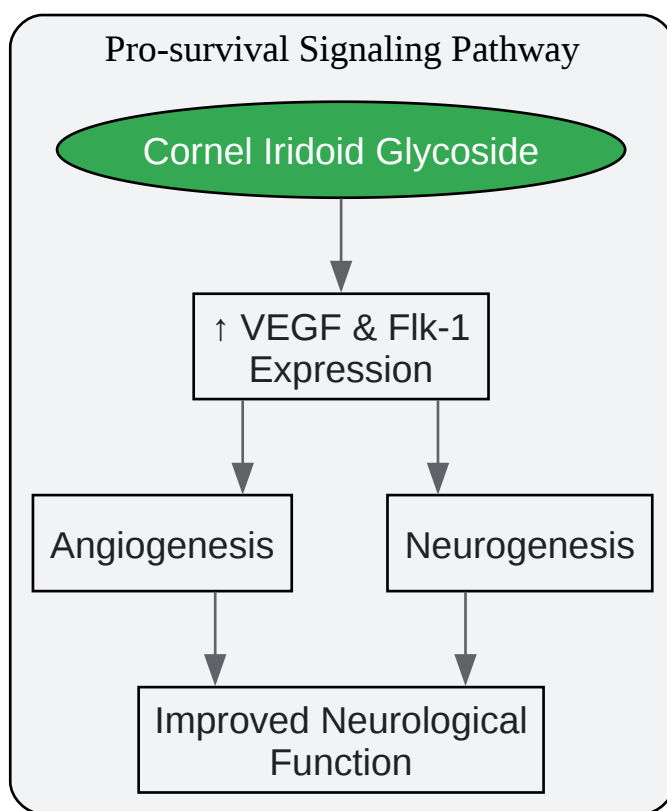 Pro-survival Signaling Pathway
Cornel Iridoid Glycoside
↑ VEGF & Flk-1
Expression
Angiogenesis
Neurogenesis
Improved Neurological
Function